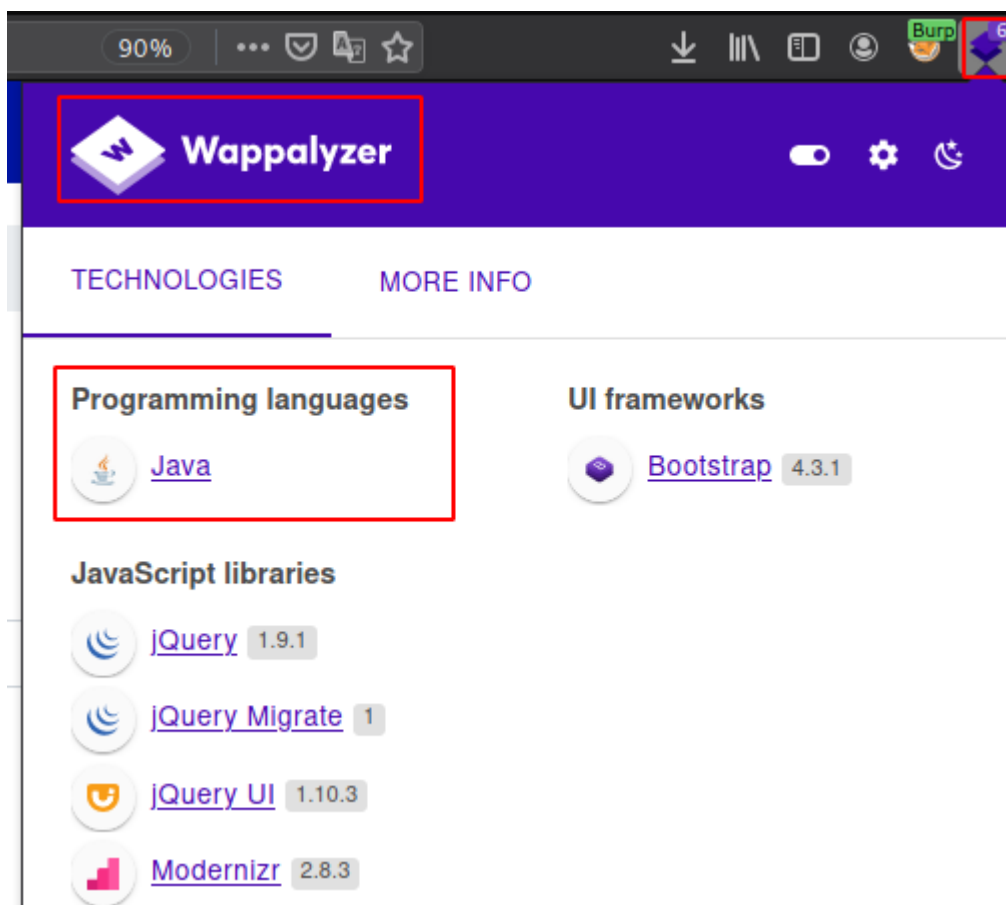 90% Burp 6
W Wappalyzer
TECHNOLOGIES MORE INFO
Programming languages UI frameworks
Java Bootstrap 4.3.1
JavaScript libraries
jQuery 1.9.1
jQuery Migrate 1
jQuery UI 1.10.3
Modernizr 2.8.3